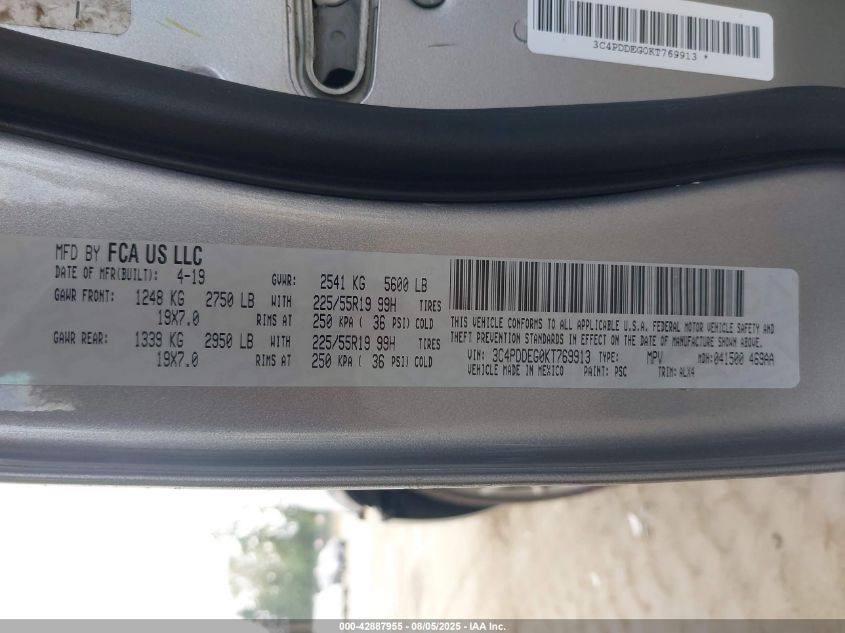 3C4PDDEG0KT769913 *
MFD BY FCA US LLC
DATE OF MFR(BUILT): 4-19 GVWR: 2541 KG 5600 LB
GAWR FRONT: 1248 KG 2750 LB WITH 225/55R19 99H TIRES
19X7.0 RIMS AT 250 KPA ( 36 PSI) COLD
GAWR REAR: 1339 KG 2950 LB WITH 225/55R19 99H TIRES
19X7.0 RIMS AT 250 KPA ( 36 PSI) COLD
THIS VEHICLE CONFORMS TO ALL APPLICABLE U.S.A. FEDERAL MOTOR VEHICLE SAFETY AND
THEFT PREVENTION STANDARDS IN EFFECT ON THE DATE OF MANUFACTURE SHOWN ABOVE.
VIN: 3C4PDDEG0KT769913 TYPE: MPV MDH: 041500 469AA
VEHICLE MADE IN MEXICO PAINT: PSC TRIM: ALX4
000-42887955 - 08/05/2025 - IAA Inc.